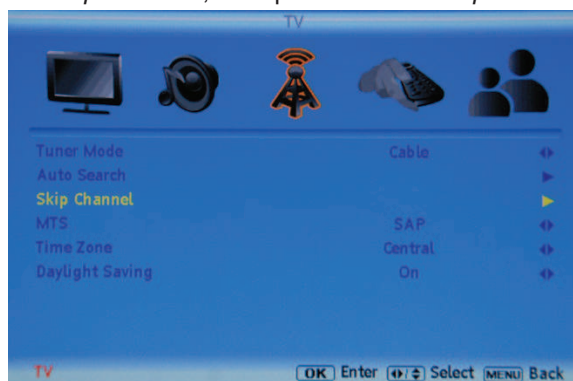 TV
Tuner Mode Cable
Auto Search
Skip Channel
MTS SAP
Time Zone Central
Daylight Saving On
TV OK Enter Select MENU Back